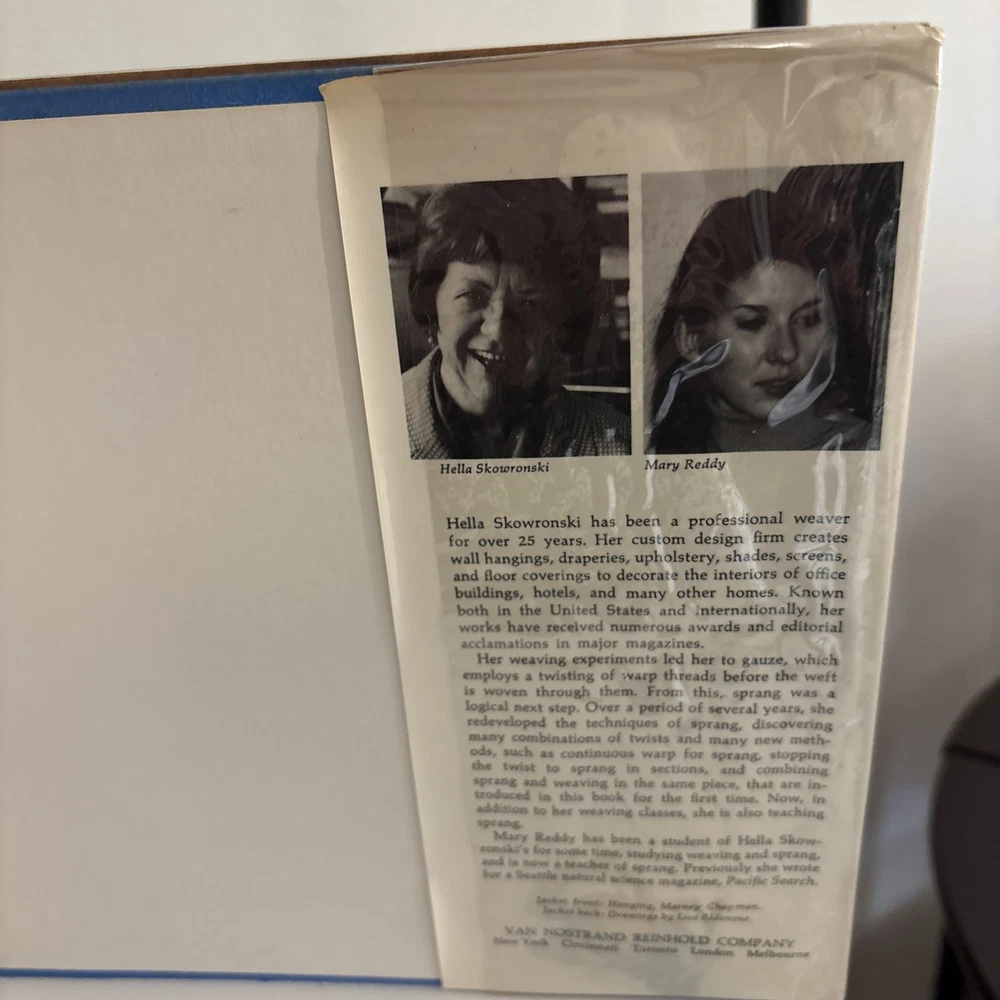 Hella Skowronski
Mary Reddy
Hella Skowronski has been a professional weaver
for over 25 years. Her custom design firm creates
wall hangings, draperies, upholstery, shades, screens,
and floor coverings to decorate the interiors of office
buildings, hotels, and many other homes. Known
both in the United States and internationally, her
works have received numerous awards and editorial
acclamations in major magazines.
Her weaving experiments led her to gauze, which
employs a twisting of warp threads before the weft
is woven through them. From this, sprang was a
logical next step. Over a period of several years, she
redeveloped the techniques of sprang, discovering
many combinations of twists and many new meth-
ods, such as continuous warp for sprang, stopping
the twist to sprang in sections, and combining
sprang and weaving in the same piece, that are in-
troduced in this book for the first time. Now, in
addition to her weaving classes, she is also teaching
sprang.
Mary Reddy has been a student of Hella Skow-
ronski's for some time, studying weaving and sprang,
and is now a teacher of sprang. Previously she wrote
for a Seattle natural science magazine, Pacific Search.
Jacket front: Hanging, Marney Chapman.
Jacket back: Drawings by Lisa Ridenour.
VAN NOSTRAND REINHOLD COMPANY
New York Cincinnati Toronto London Melbourne